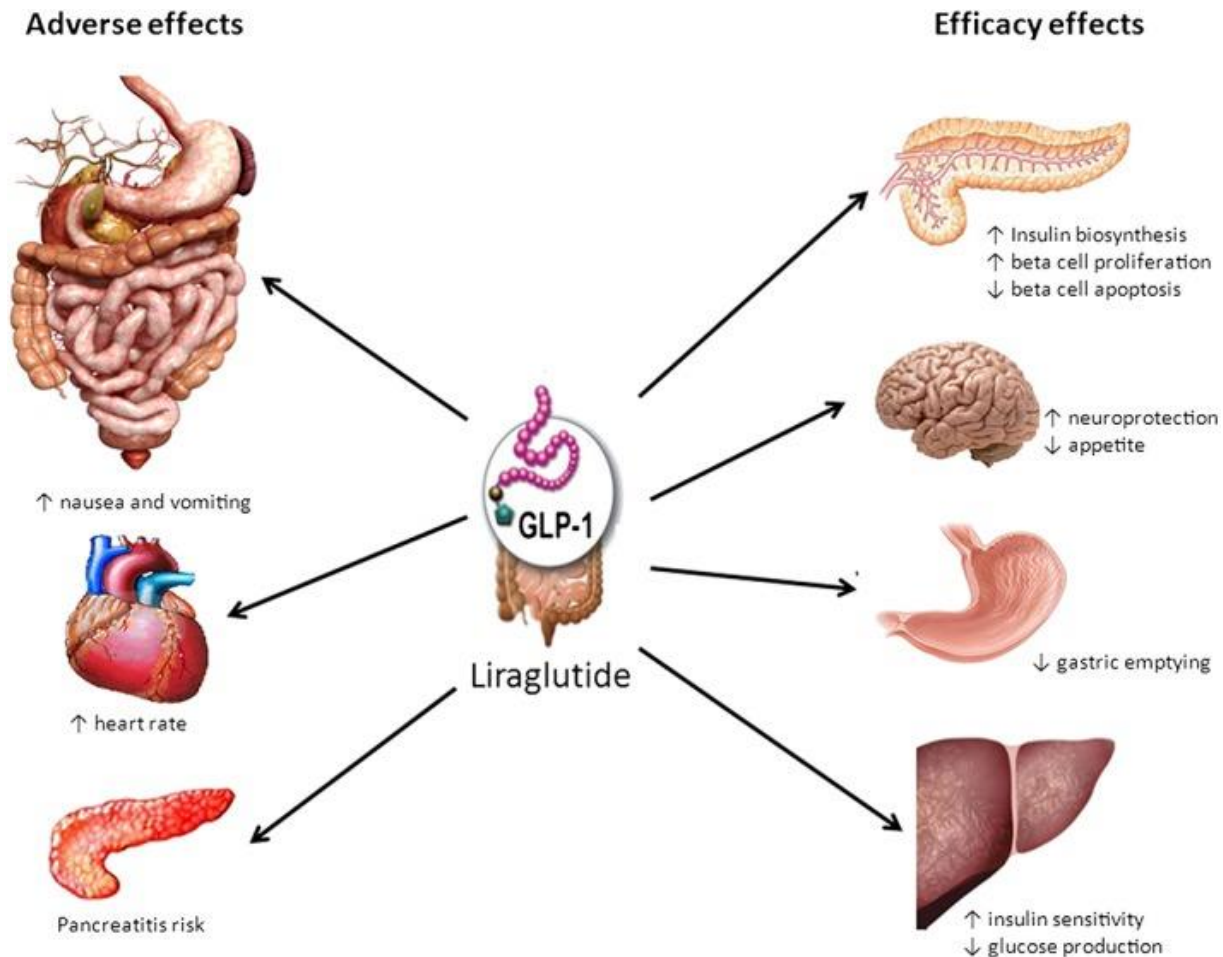 Adverse effects
↑ nausea and vomiting
↑ heart rate
Pancreatitis risk
GLP-1
Liraglutide
Efficacy effects
↑ Insulin biosynthesis
↑ beta cell proliferation
↓ beta cell apoptosis
↑ neuroprotection
↓ appetite
↓ gastric emptying
↑ insulin sensitivity
↓ glucose production